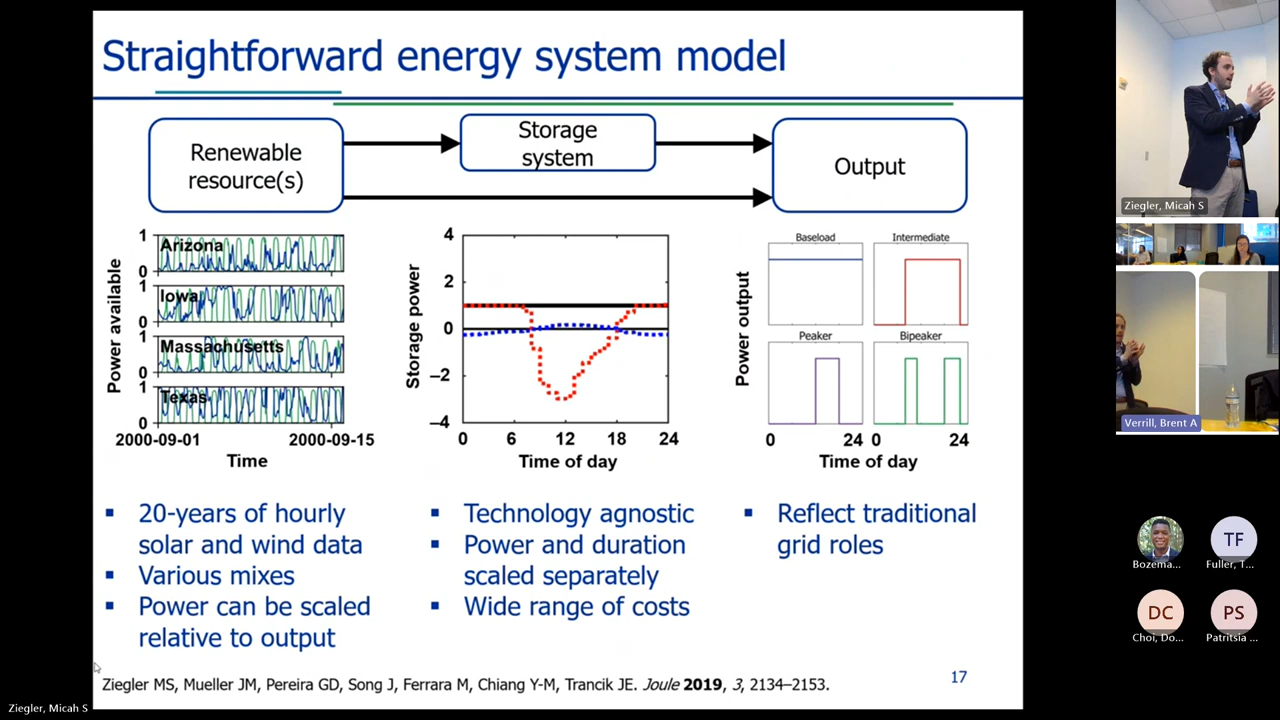 Straightforward energy system model
Renewable
resource(s)
Storage
system
Output
Power available
1
Arizona
0
1
Iowa
0
1
Massachusetts
0
1
Texas
0
2000-09-01
2000-09-15
Time
Storage power
4
2
0
−2
−4
0
6
12
18
24
Time of day
Power output
Baseload
Intermediate
Peaker
Bipeaker
0
24
0
24
Time of day
▪ 20-years of hourly
solar and wind data
▪ Various mixes
▪ Power can be scaled
relative to output
▪ Technology agnostic
▪ Power and duration
scaled separately
▪ Wide range of costs
▪ Reflect traditional
grid roles
Ziegler MS, Mueller JM, Pereira GD, Song J, Ferrara M, Chiang Y-M, Trancik JE. Joule 2019, 3, 2134–2153.
17
Ziegler, Micah S
Ziegler, Micah S
Verrill, Brent A
Bozema...
TF
Fuller, T...
DC
Choi, Do...
PS
Patritsia ...